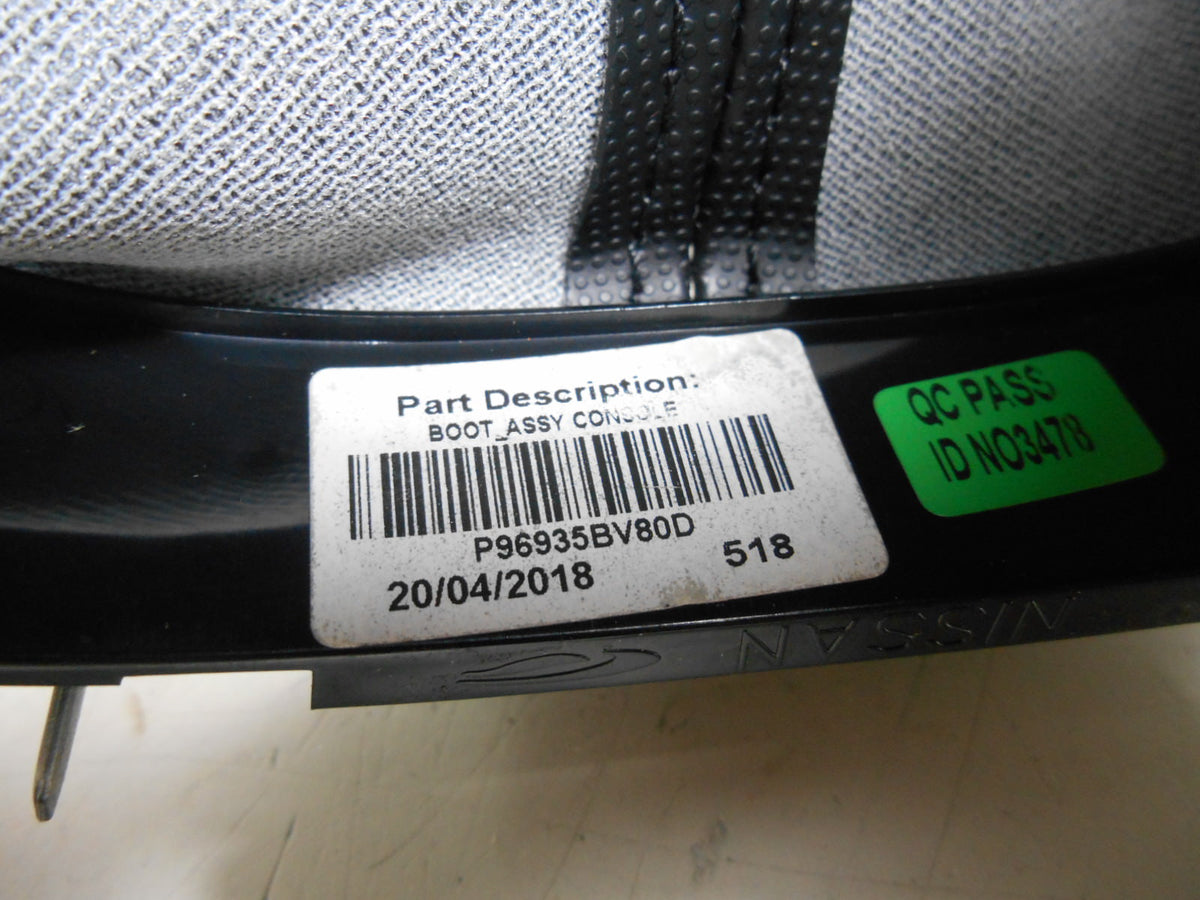 Part Description:
BOOT_ASSY CONSOLE
P96935BV80D
20/04/2018 518
QC PASS
ID NO3478
NISSAN